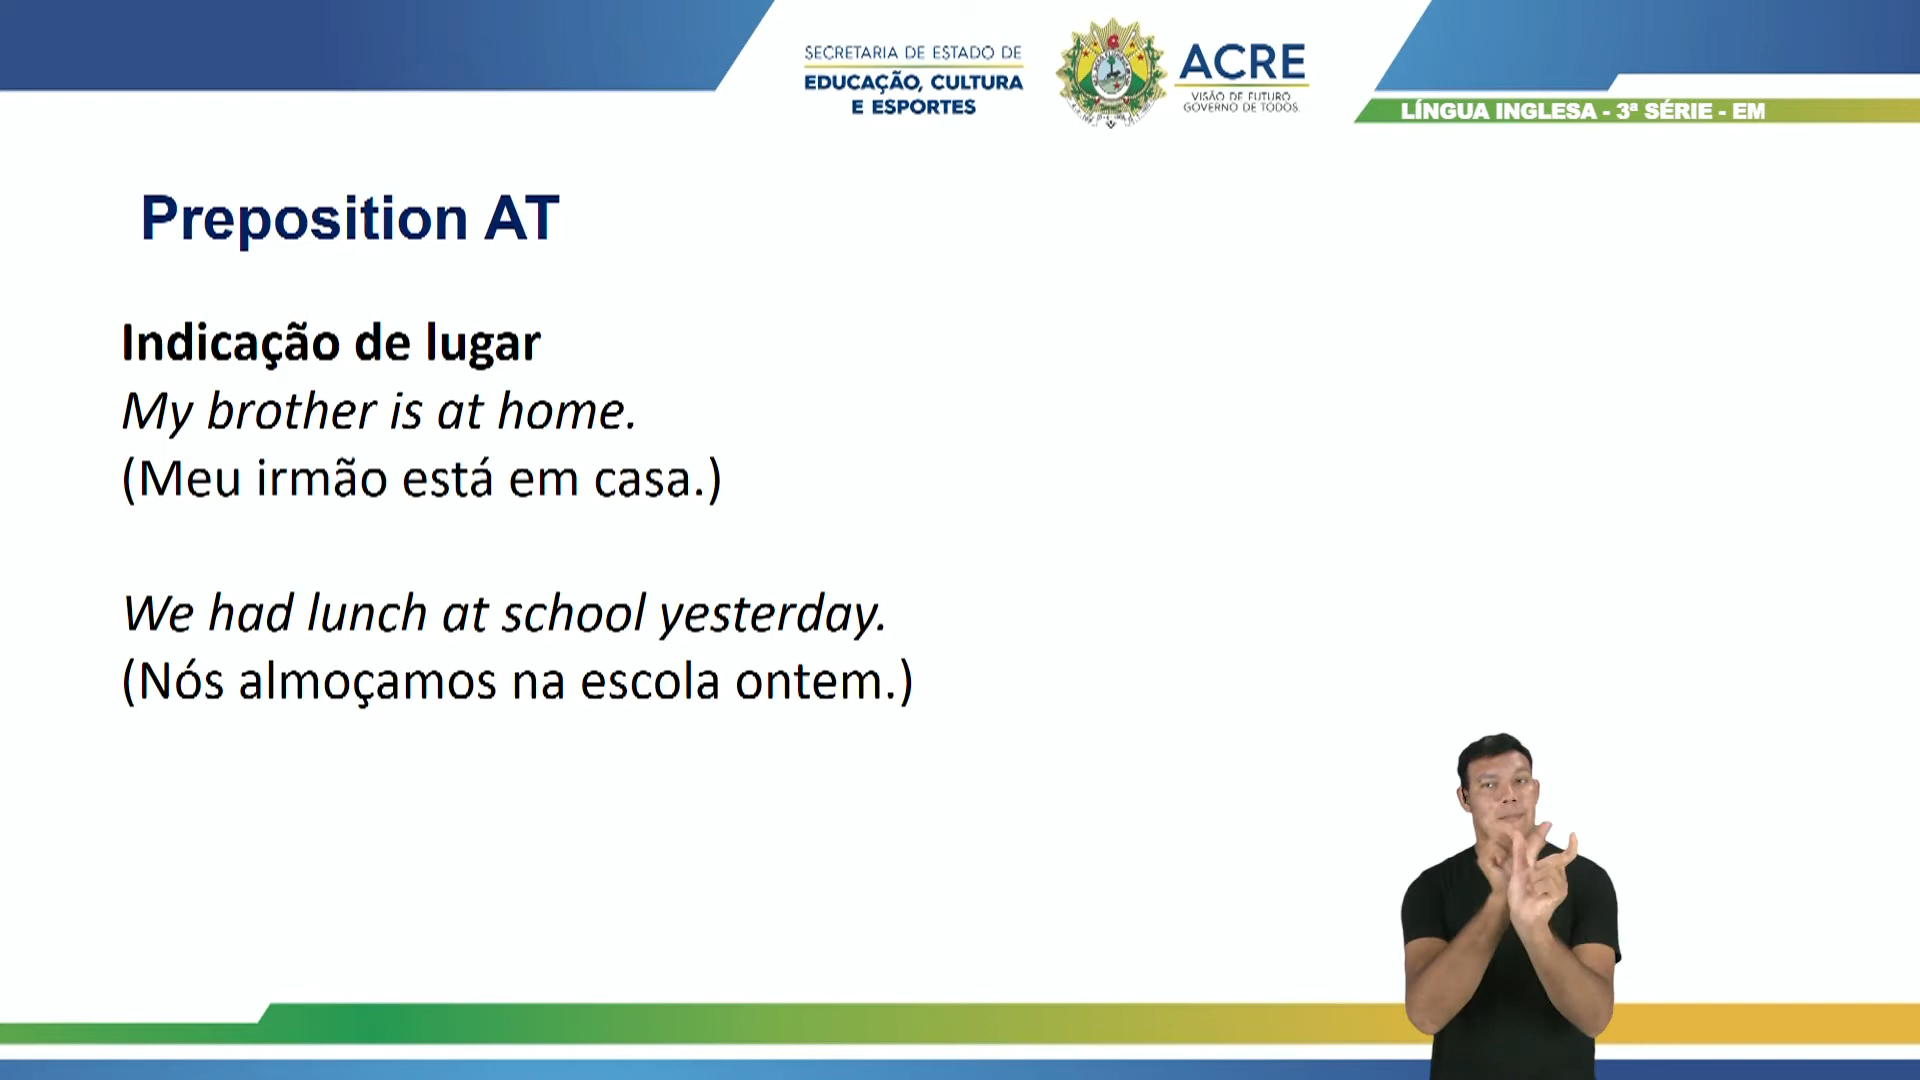 SECRETARIA DE ESTADO DE
EDUCAÇÃO, CULTURA
E ESPORTES
ACRE
VISÃO DE FUTURO
GOVERNO DE TODOS.
LÍNGUA INGLESA - 3ª SÉRIE - EM
Preposition AT
Indicação de lugar
My brother is at home.
(Meu irmão está em casa.)
We had lunch at school yesterday.
(Nós almoçamos na escola ontem.)